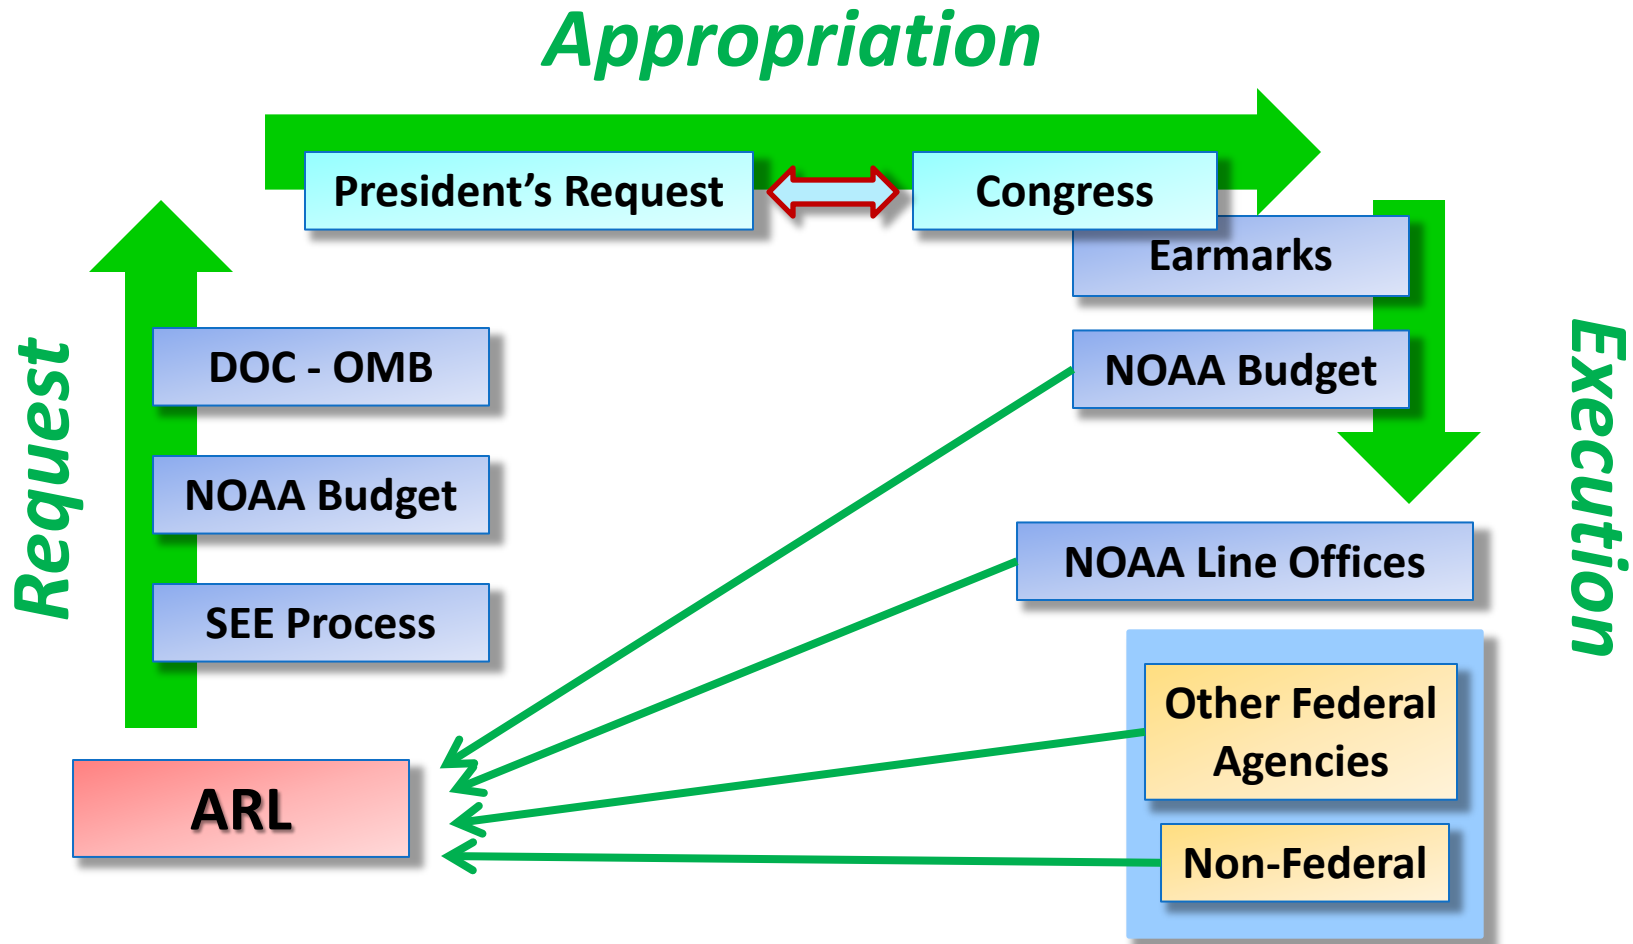 Appropriation
President’s Request
Congress
Earmarks
Request
DOC - OMB
NOAA Budget
SEE Process
ARL
NOAA Budget
Execution
NOAA Line Offices
Other Federal
Agencies
Non-Federal